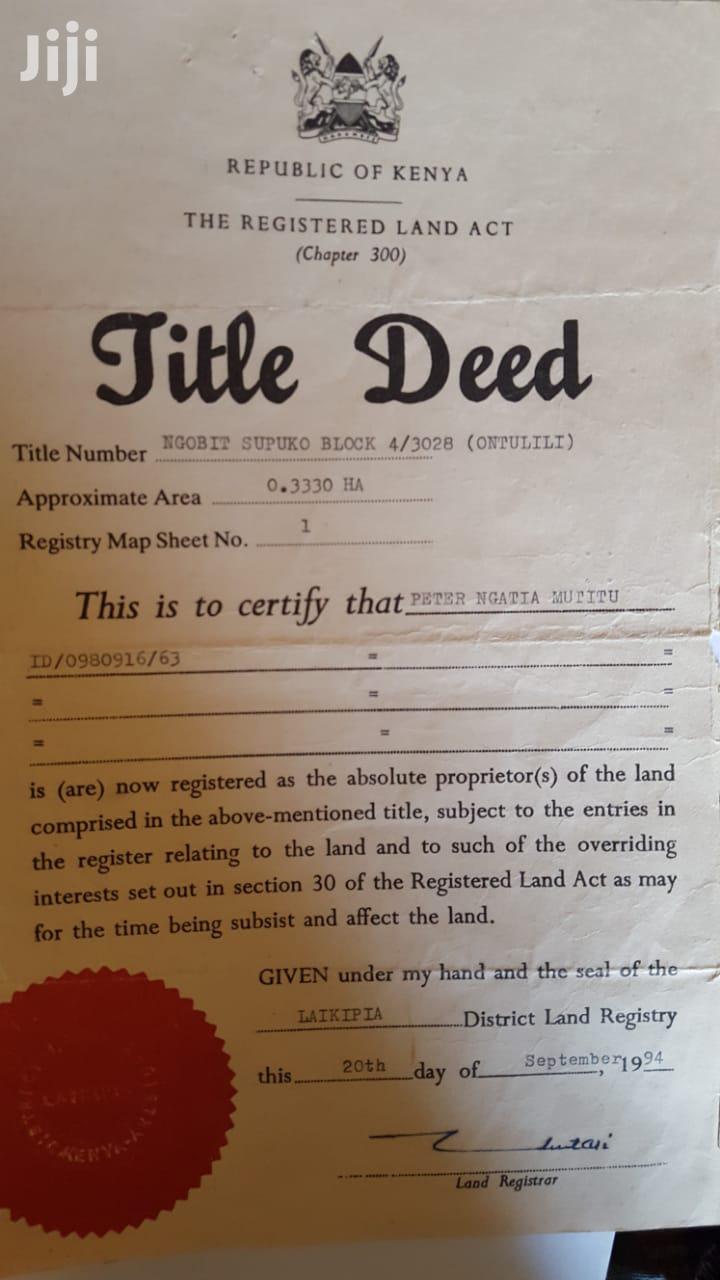 Jiji
REPUBLIC OF KENYA
THE REGISTERED LAND ACT
(Chapter 300)
Title Deed
Title Number NGOBIT SUPUKO BLOCK 4/3028 (ONTULILI)
Approximate Area 0.3330 HA
Registry Map Sheet No. 1
This is to certify that PETER NGATIA MUTITU
ID/0980916/63 = =
= = =
= = =
is (are) now registered as the absolute proprietor(s) of the land
comprised in the above-mentioned title, subject to the entries in
the register relating to the land and to such of the overriding
interests set out in section 30 of the Registered Land Act as may
for the time being subsist and affect the land.
GIVEN under my hand and the seal of the
LAIKIPIA District Land Registry
this 20th day of September, 1994
Land Registrar